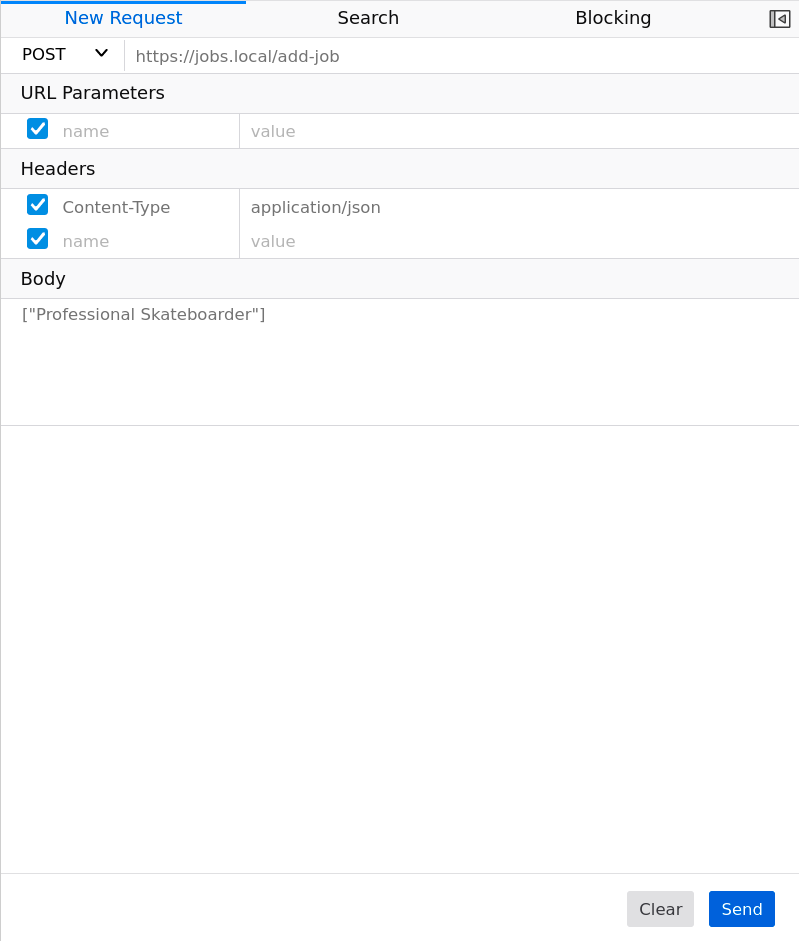 New Request Search Blocking
POST https://jobs.local/add-job
URL Parameters
name value
Headers
Content-Type application/json
name value
Body
["Professional Skateboarder"]
Clear Send